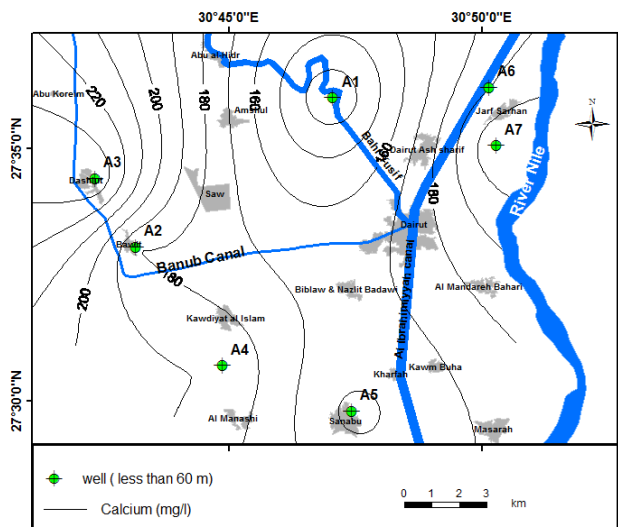 30°45'0"E
30°50'0"E
Abu al Hidr
A1
A6
Abu Koreim
220
200
180
160
Amshul
Jarf Sarhan
N
A7
27°35'0"N
Bahr Yusif
160
Dairut Ash sharif
A3
Dashlut
180
Saw
River Nile
A2
Bawit
Dairut
Banub Canal
180
200
Biblaw & Nazlit Badawi
Al Mandareh Bahari
Kawdiyat al Islam
Al Ibrahimiyyah canal
A4
Kharfah
Kawm Buha
A5
27°30'0"N
Al Manashi
Sanabu
Masarah
well ( less than 60 m)
Calcium (mg/l)
0 1 2 3
km